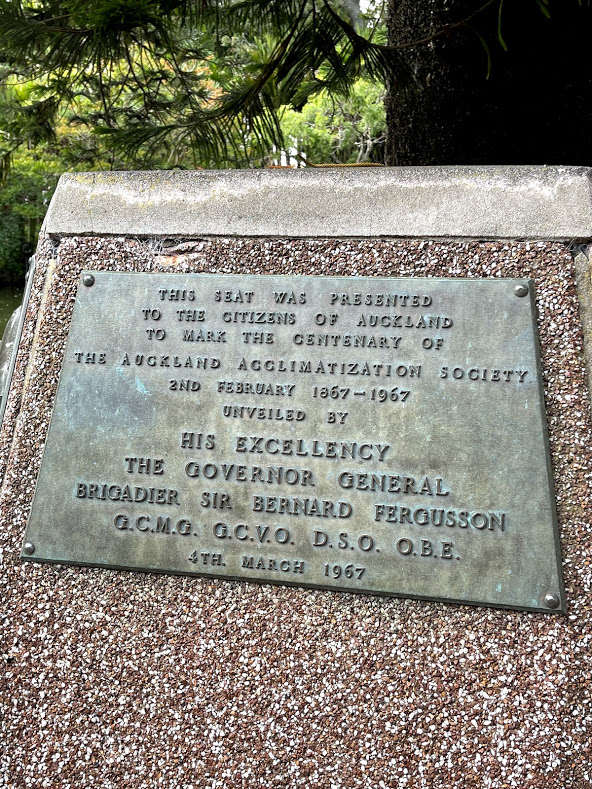 THIS SEAT WAS PRESENTED
TO THE CITIZENS OF AUCKLAND
TO MARK THE CENTENARY OF
THE AUCKLAND ACCLIMATIZATION SOCIETY
2ND FEBRUARY 1867-1967
UNVEILED BY
HIS EXCELLENCY
THE GOVERNOR GENERAL
BRIGADIER SIR BERNARD FERGUSSON
G.C.M.G. G.C.V.O. D.S.O. O.B.E.
4TH. MARCH 1967